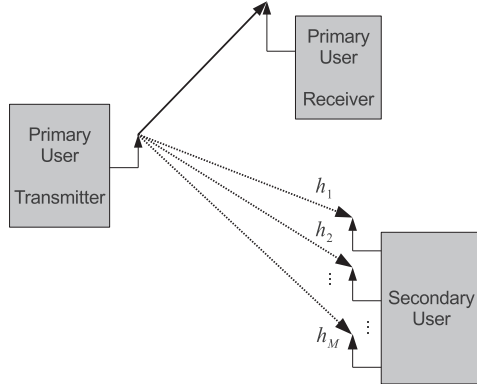 Primary
User
Receiver
Primary
User
Transmitter
h1
h2
⋮
Secondary
User
⋮
hM